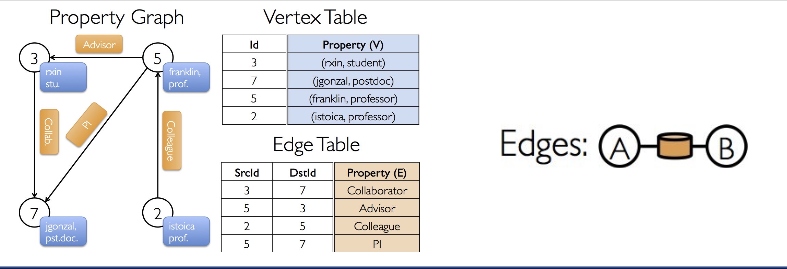 Property Graph
Advisor
3
5
rxin
stu.
franklin,
prof.
Collab.
PI
Colleague
7
2
jgonzal,
pst.doc.
istoica
prof.
Vertex Table
Id Property (V)
3 (rxin, student)
7 (jgonzal, postdoc)
5 (franklin, professor)
2 (istoica, professor)
Edge Table
SrcId DstId Property (E)
3 7 Collaborator
5 3 Advisor
2 5 Colleague
5 7 PI
Edges: A B